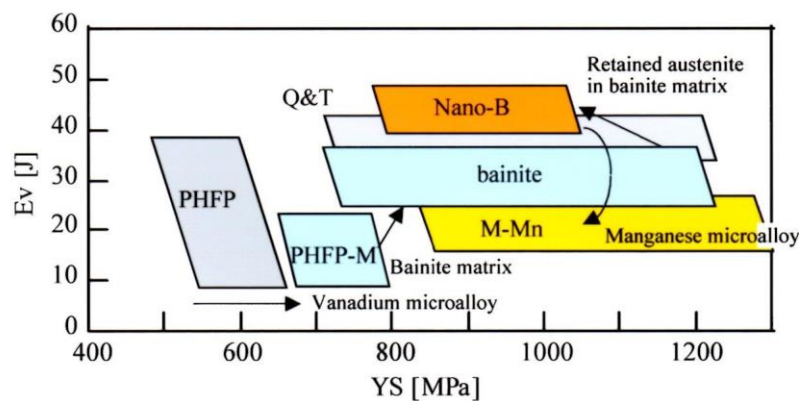 60
50
40
30
20
10
0
Ev [J]
Retained austenite
in bainite matrix
Q&T
Nano-B
PHFP
bainite
M-Mn
Manganese microalloy
PHFP-M
Bainite matrix
Vanadium microalloy
400
600
800
1000
1200
YS [MPa]